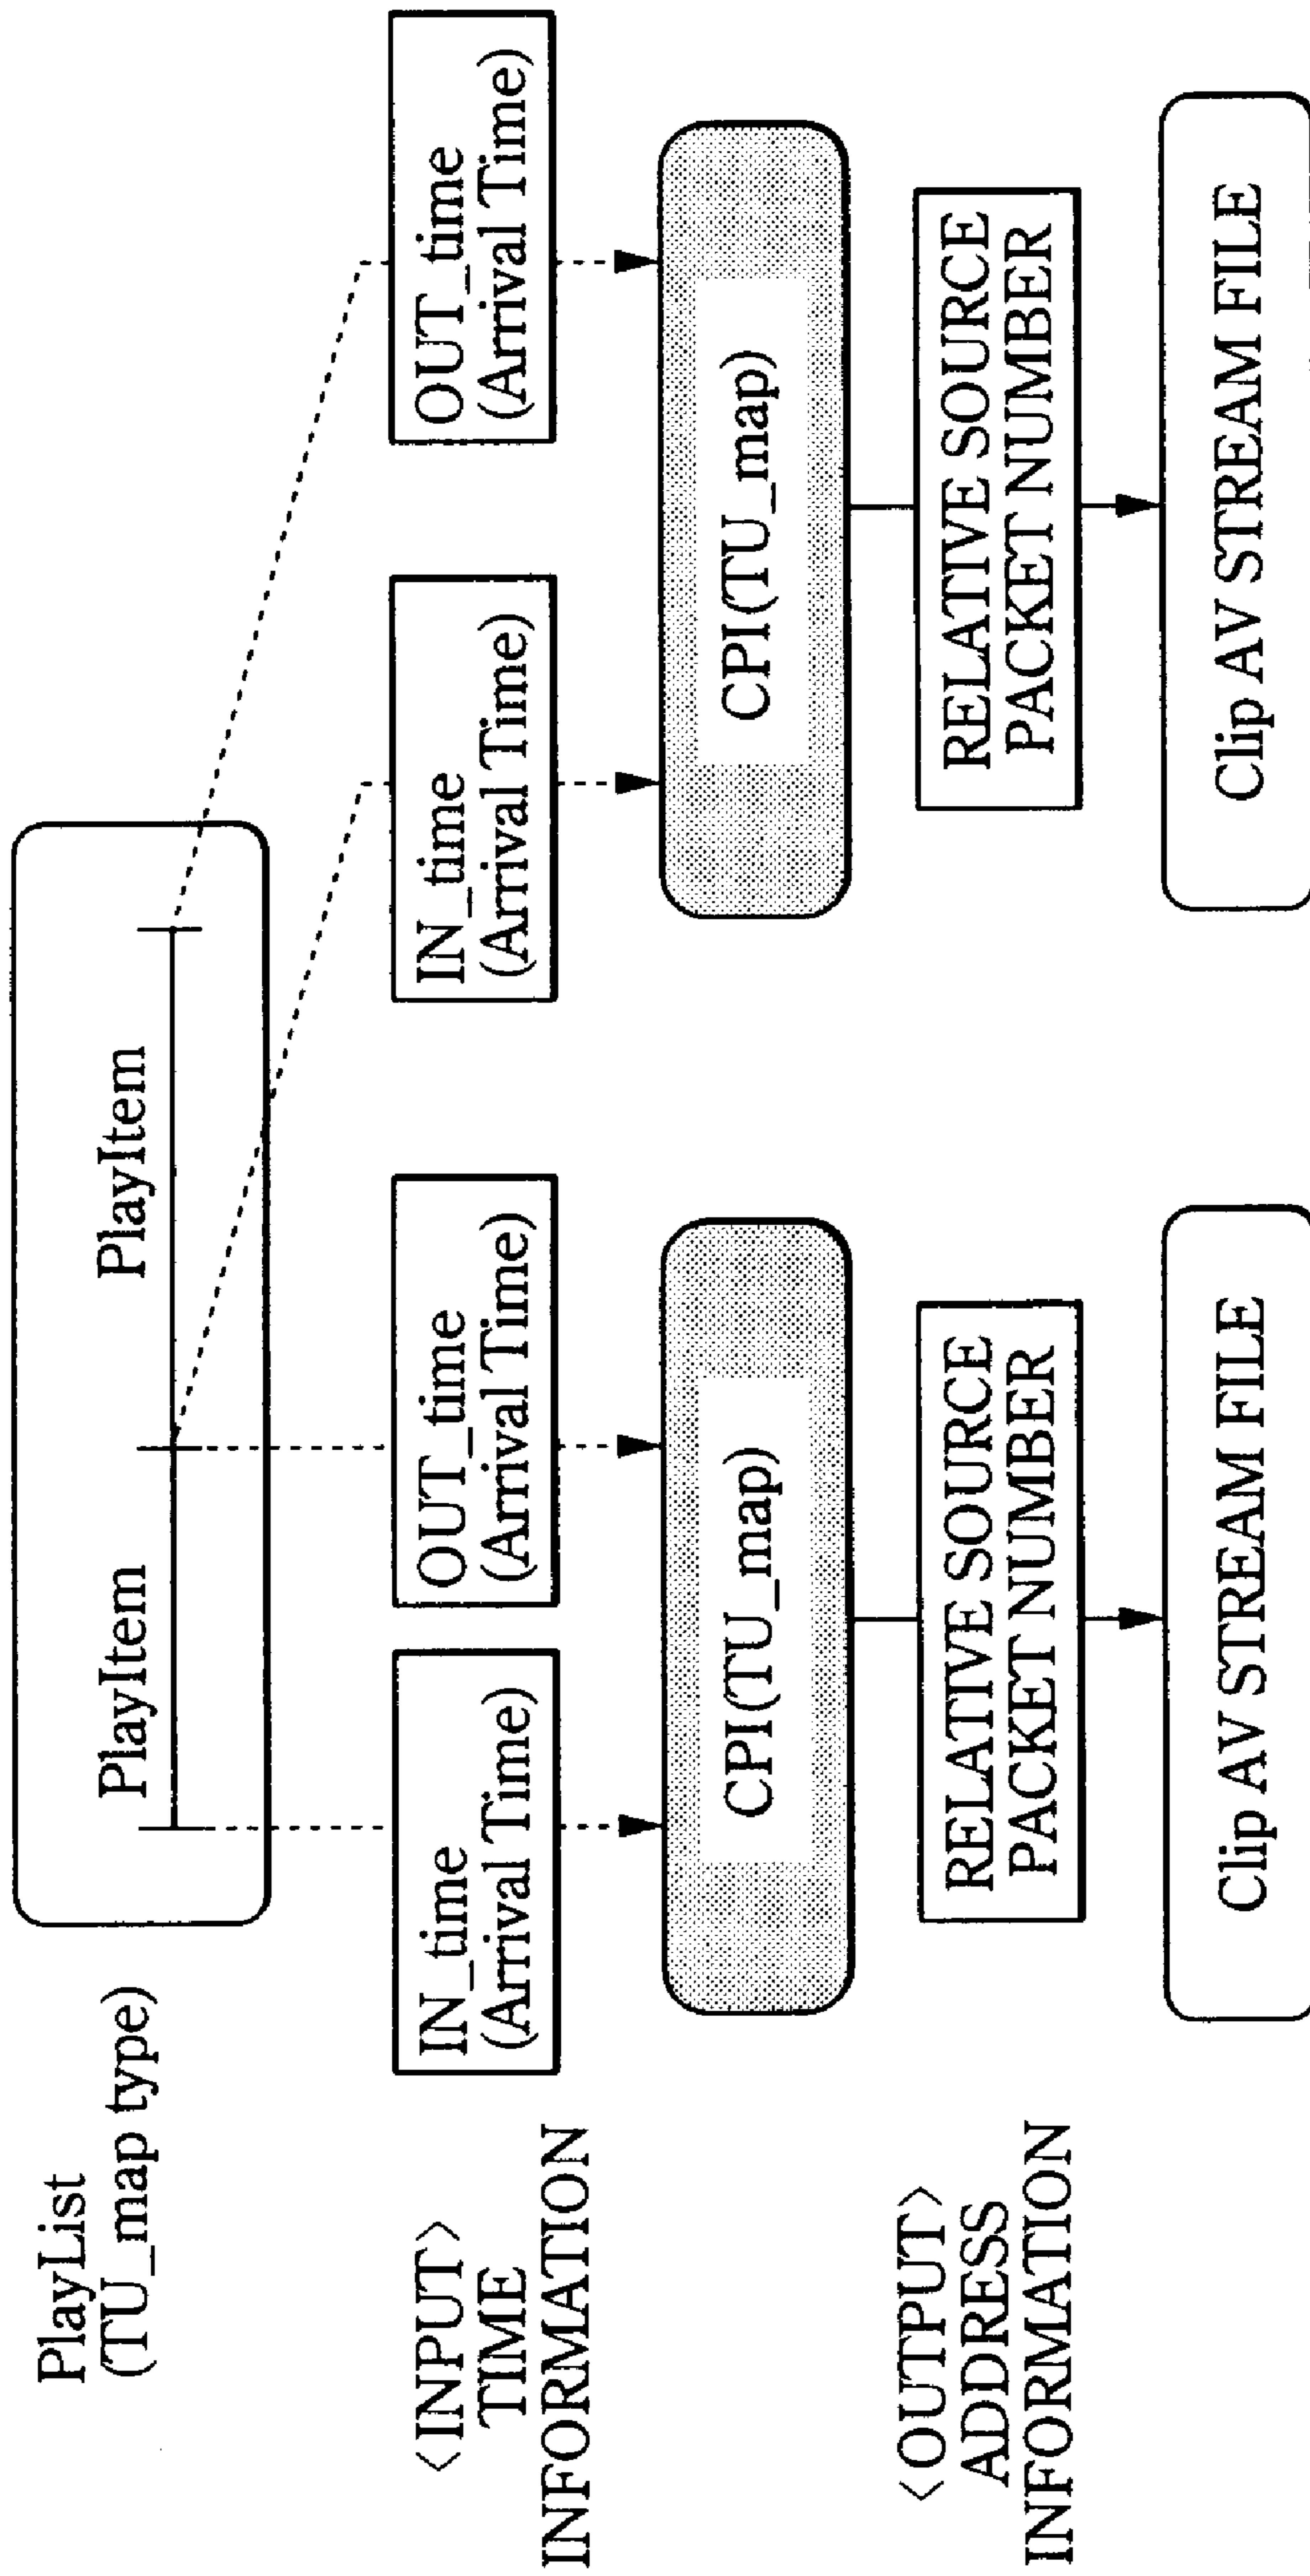 PlayList
(TU_map type)
PlayItem
PlayItem
<INPUT>
TIME
INFORMATION
IN_time
(Arrival Time)
OUT_time
(Arrival Time)
IN_time
(Arrival Time)
OUT_time
(Arrival Time)
CPI(TU_map)
CPI(TU_map)
<OUTPUT>
ADDRESS
INFORMATION
RELATIVE SOURCE
PACKET NUMBER
RELATIVE SOURCE
PACKET NUMBER
Clip AV STREAM FILE
Clip AV STREAM FILE